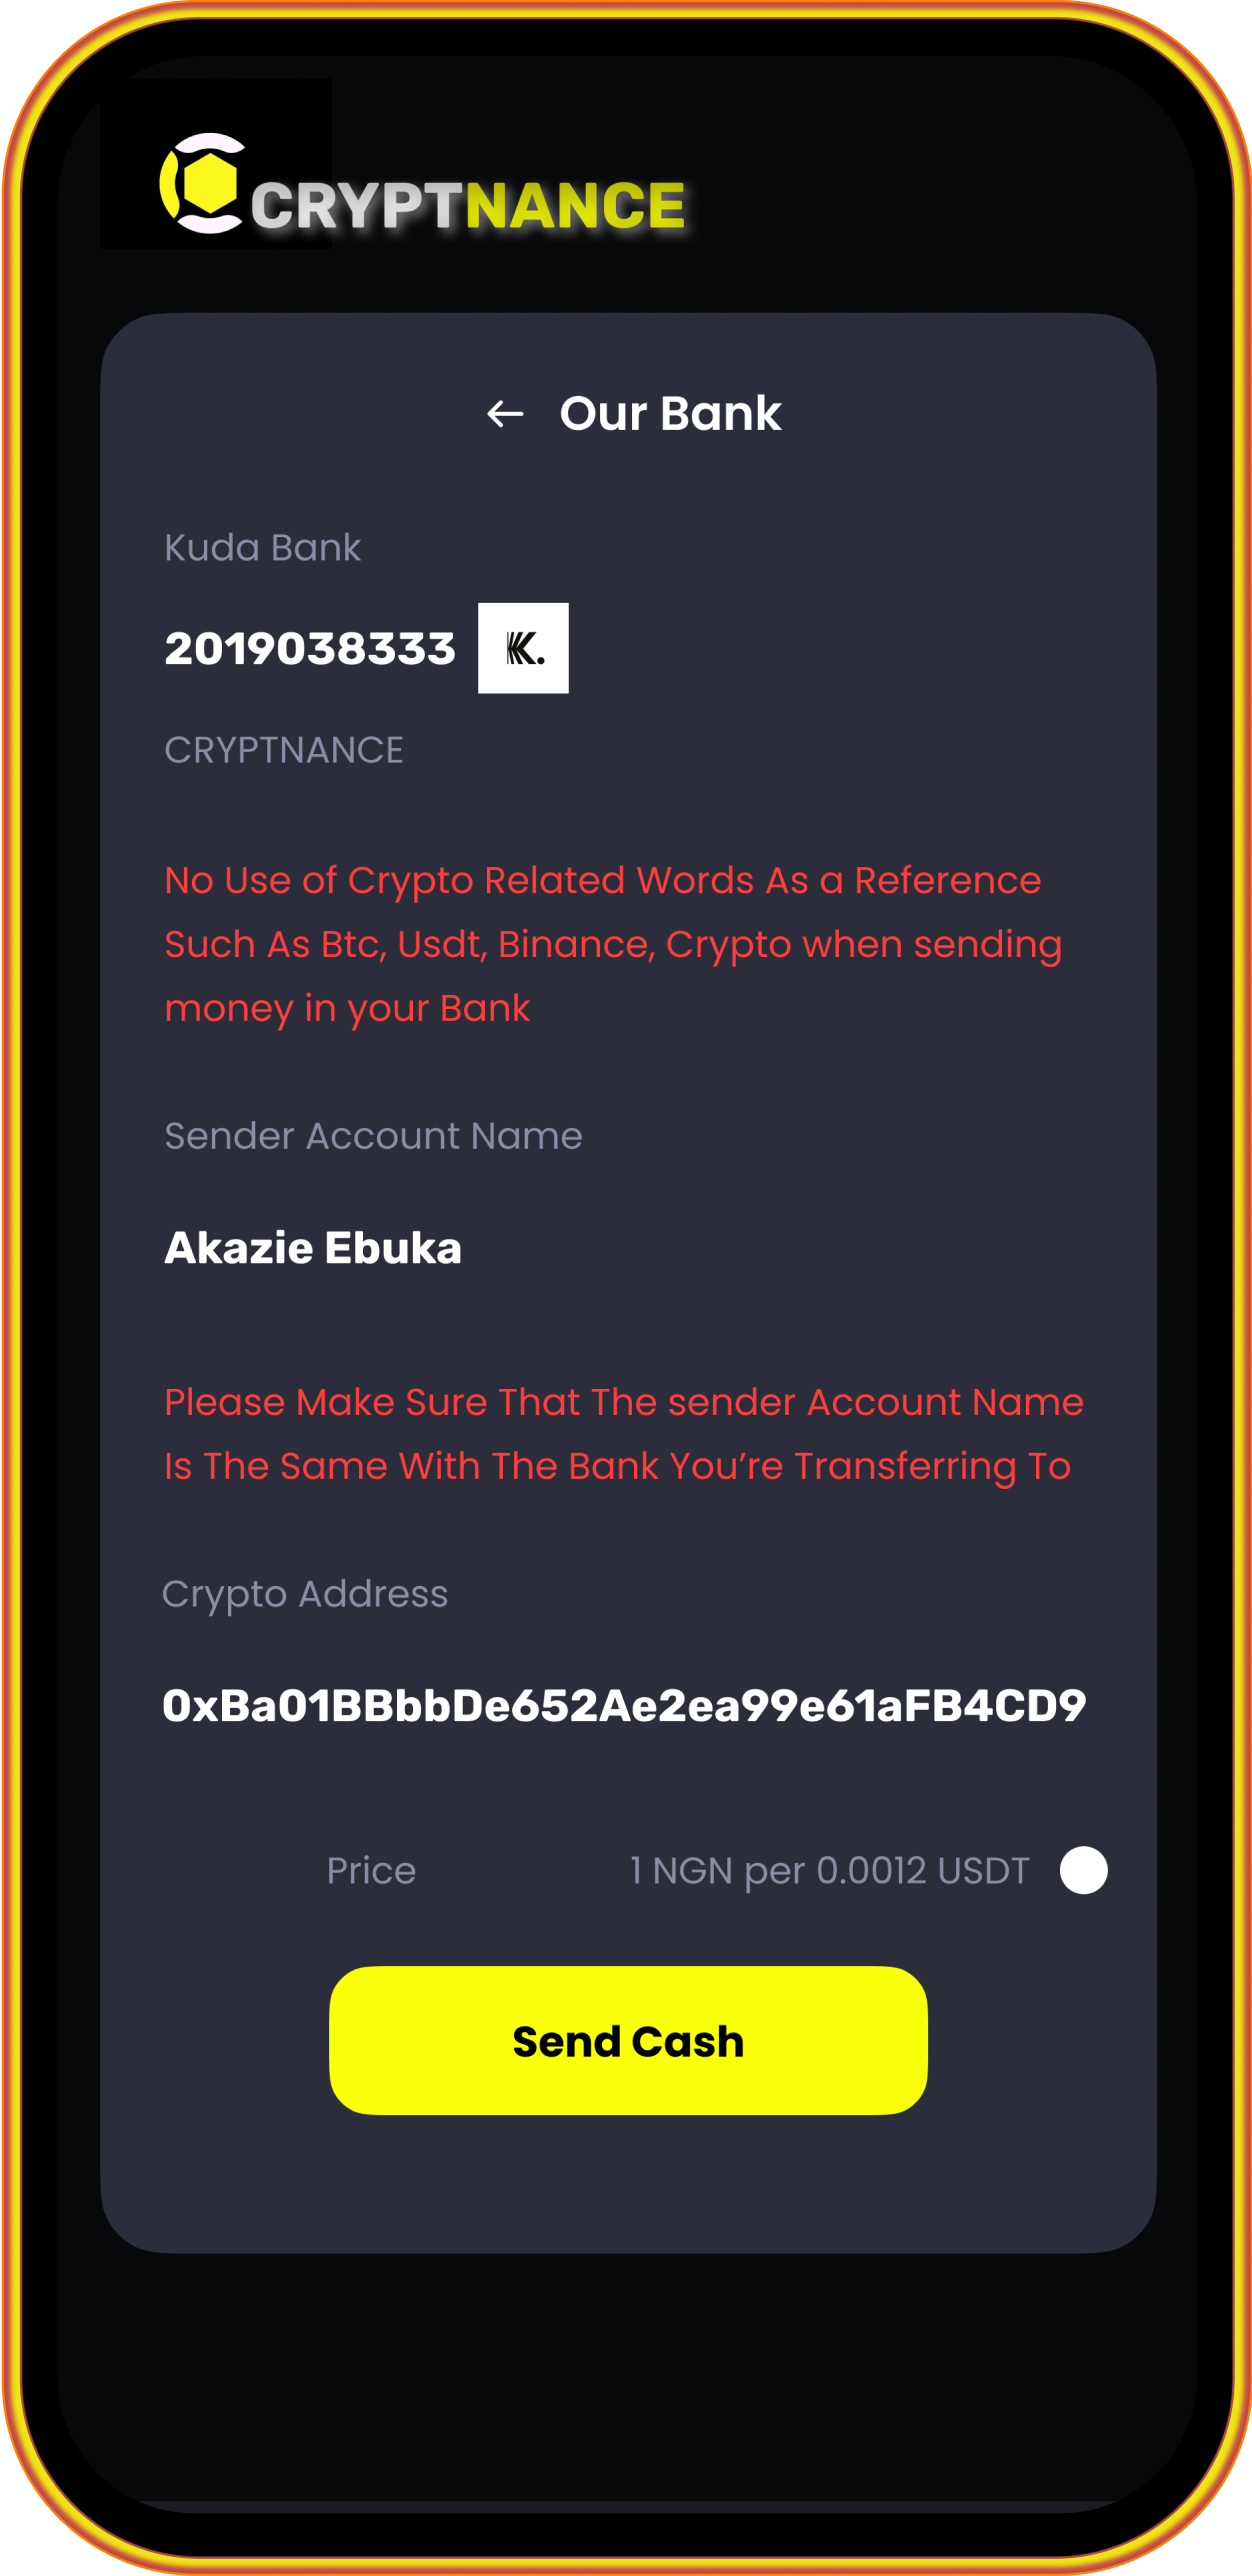 CRYPTNANCE
Our Bank
Kuda Bank
2019038333
K.
CRYPTNANCE
No Use of Crypto Related Words As a Reference
Such As Btc, Usdt, Binance, Crypto when sending
money in your Bank
Sender Account Name
Akazie Ebuka
Please Make Sure That The sender Account Name
Is The Same With The Bank You’re Transferring To
Crypto Address
0xBa01BBbbDe652Ae2ea99e61aFB4CD9
Price 1 NGN per 0.0012 USDT
Send Cash